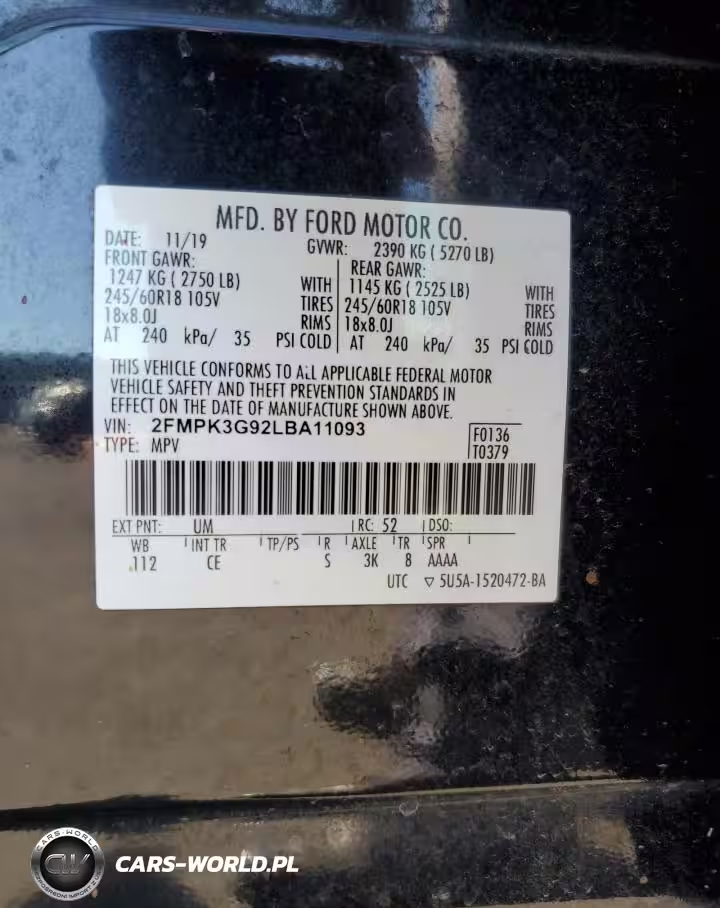 MFD. BY FORD MOTOR CO.
DATE: 11/19 GVWR: 2390 KG ( 5270 LB)
FRONT GAWR: REAR GAWR:
1247 KG ( 2750 LB) WITH 1145 KG ( 2525 LB) WITH
245/60R18 105V TIRES 245/60R18 105V TIRES
18x8.0J RIMS 18x8.0J RIMS
AT 240 kPa/ 35 PSI COLD AT 240 kPa/ 35 PSI COLD
THIS VEHICLE CONFORMS TO ALL APPLICABLE FEDERAL MOTOR
VEHICLE SAFETY AND THEFT PREVENTION STANDARDS IN
EFFECT ON THE DATE OF MANUFACTURE SHOWN ABOVE.
VIN: 2FMPK3G92LBA11093 F0136
TYPE: MPV T0379
EXT PNT: UM RC: 52 DSO:
WB INT TR TP/PS R AXLE TR SPR
112 CE S 3K 8 AAAA
UTC ▽ 5U5A-1520472-BA
CARS-WORLD
CW
CARS-WORLD.PL